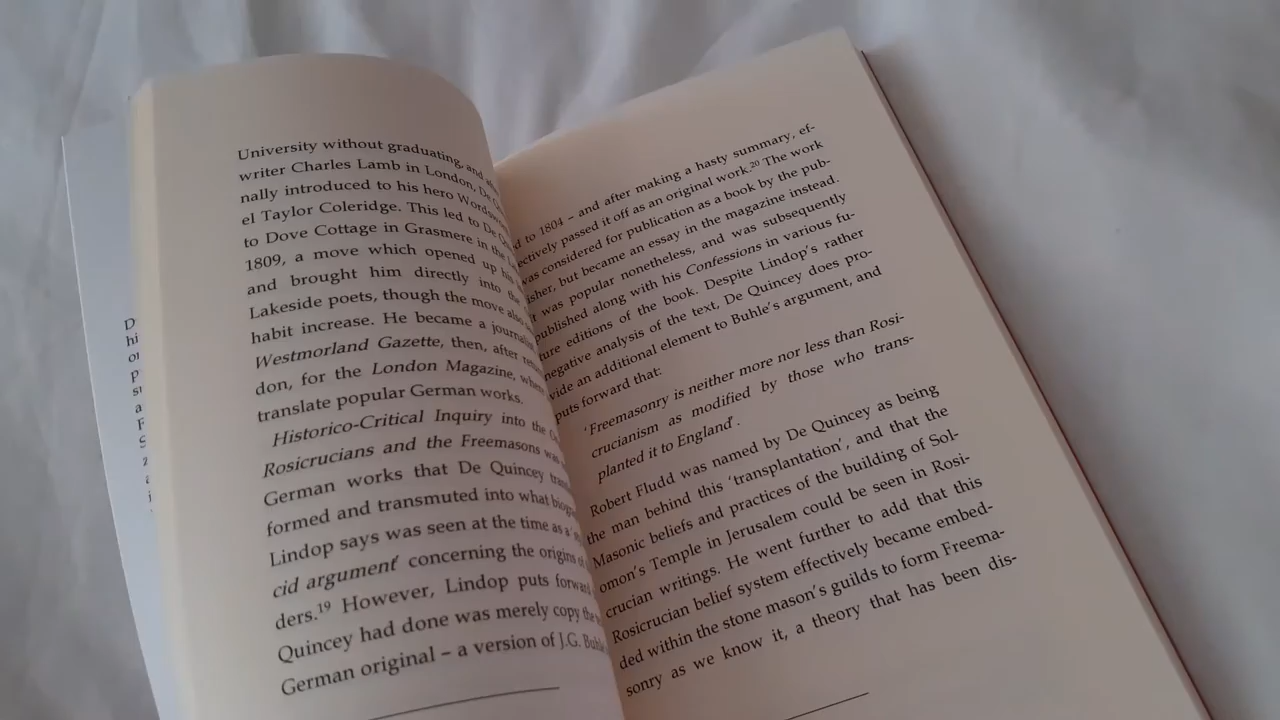 University without graduating, and
writer Charles Lamb in London, De
nally introduced to his hero
el Taylor Coleridge. This led to De
to Dove Cottage in Grasmere in the
1809, a move which opened up his
and brought him directly into the
Lakeside poets, though the move also
habit increase. He became a
Westmorland Gazette, then, after
don, for the London Magazine,
translate popular German works.
Historico-Critical Inquiry into the
Rosicrucians and the Freemasons was
German works that De Quincey
formed and transmuted into what
Lindop says was seen at the time as a
cid argument' concerning the origins
ders.19 However, Lindop puts
Quincey had done was merely copy the
German original – a version of J.G.
to 1804 – and after making a hasty summary, ef-
ectively passed it off as an original work.20 The work
was considered for publication as a book by the pub-
isher, but became an essay in the magazine instead.
t was popular nonetheless, and was subsequently
ublished along with his Confessions in various fu-
ure editions of the book. Despite Lindop's rather
negative analysis of the text, De Quincey does pro-
vide an additional element to Buhle's argument, and
puts forward that:
'Freemasonry is neither more nor less than Rosi-
crucianism as modified by those who trans-
planted it to England'.
Robert Fludd was named by De Quincey as being
the man behind this 'transplantation', and that the
Masonic beliefs and practices of the building of Sol-
omon's Temple in Jerusalem could be seen in Rosi-
crucian writings. He went further to add that this
Rosicrucian belief system effectively became embed-
ded within the stone mason's guilds to form Freema-
sonry as we know it, a theory that has been dis-